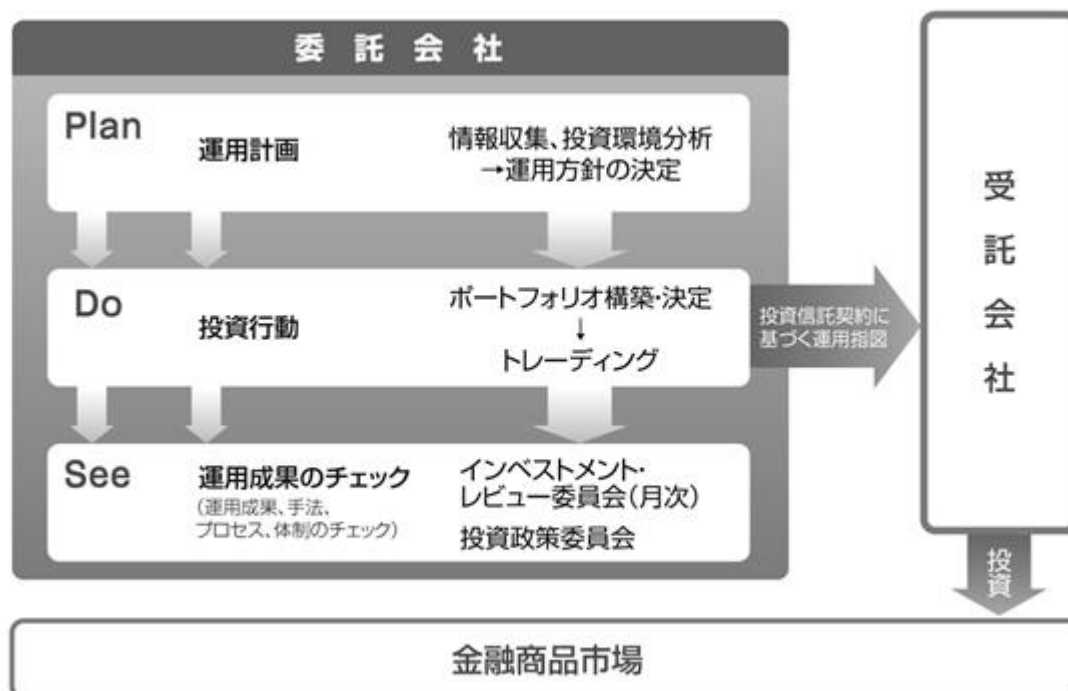 委託会社
Plan
運用計画
情報収集、投資環境分析
→運用方針の決定
Do
投資行動
ポートフォリオ構築・決定
↓
トレーディング
投資信託契約に
基づく運用指図
See
運用成果のチェック
(運用成果、手法、
プロセス、体制のチェック)
インベストメント・
レビュー委員会(月次)
投資政策委員会
受託会社
投資
金融商品市場